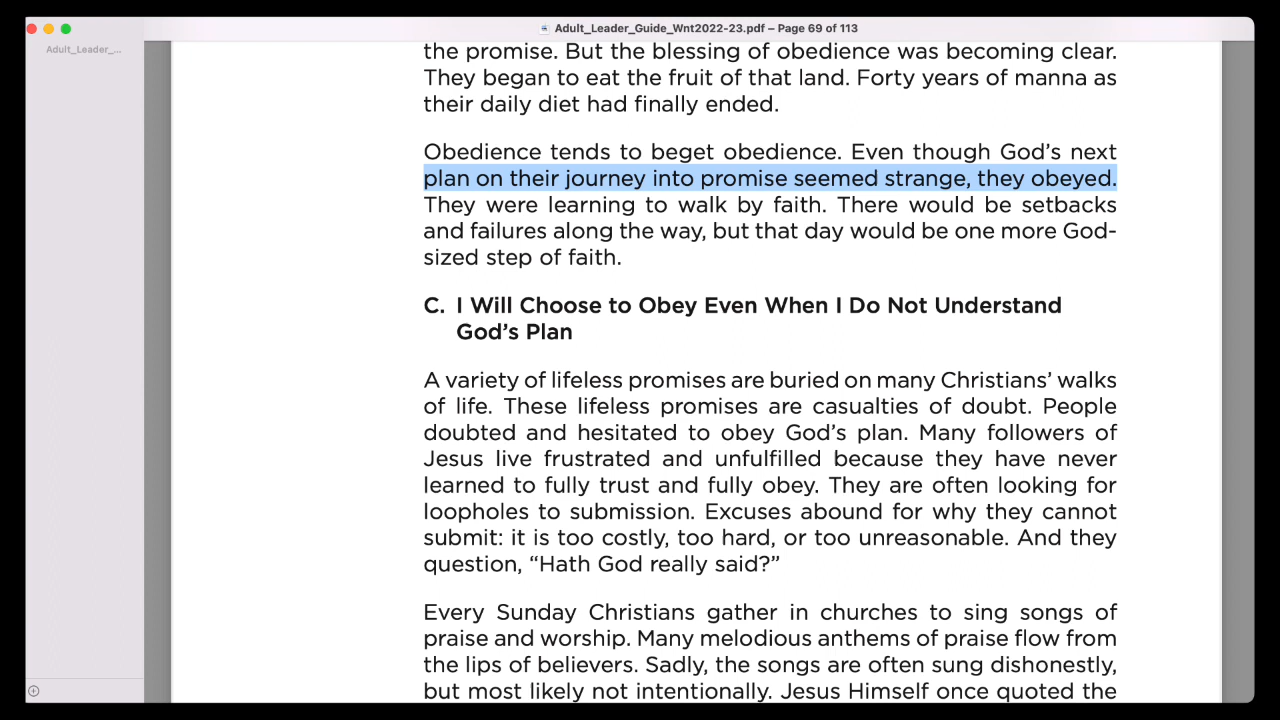 Adult_Leader_Guide_Wnt2022-23.pdf – Page 69 of 113
Adult_Leader_...
the promise. But the blessing of obedience was becoming clear.
They began to eat the fruit of that land. Forty years of manna as
their daily diet had finally ended.
Obedience tends to beget obedience. Even though God’s next
plan on their journey into promise seemed strange, they obeyed.
They were learning to walk by faith. There would be setbacks
and failures along the way, but that day would be one more God-
sized step of faith.
C. I Will Choose to Obey Even When I Do Not Understand
God’s Plan
A variety of lifeless promises are buried on many Christians’ walks
of life. These lifeless promises are casualties of doubt. People
doubted and hesitated to obey God’s plan. Many followers of
Jesus live frustrated and unfulfilled because they have never
learned to fully trust and fully obey. They are often looking for
loopholes to submission. Excuses abound for why they cannot
submit: it is too costly, too hard, or too unreasonable. And they
question, “Hath God really said?”
Every Sunday Christians gather in churches to sing songs of
praise and worship. Many melodious anthems of praise flow from
the lips of believers. Sadly, the songs are often sung dishonestly,
but most likely not intentionally. Jesus Himself once quoted the